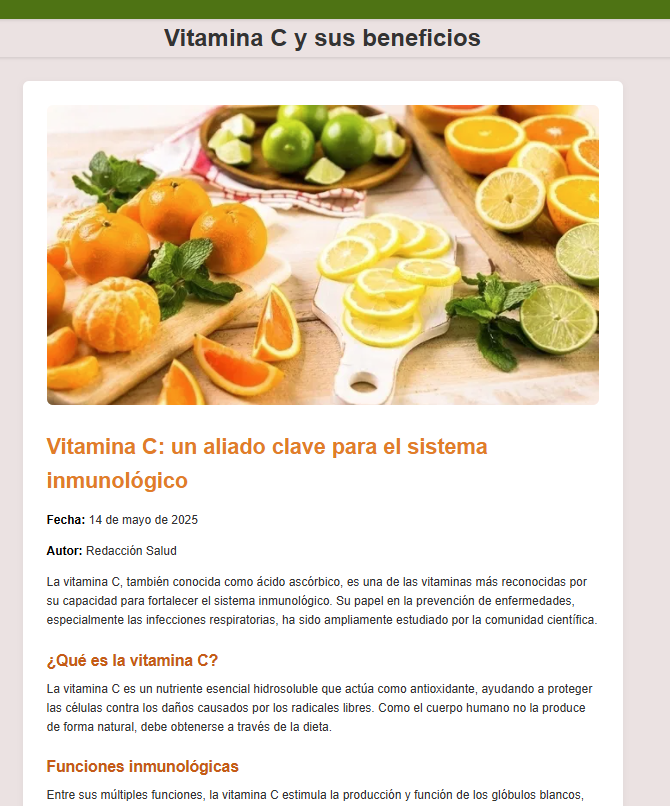 Vitamina C y sus beneficios
Vitamina C: un aliado clave para el sistema
inmunológico
Fecha: 14 de mayo de 2025
Autor: Redacción Salud
La vitamina C, también conocida como ácido ascórbico, es una de las vitaminas más reconocidas por
su capacidad para fortalecer el sistema inmunológico. Su papel en la prevención de enfermedades,
especialmente las infecciones respiratorias, ha sido ampliamente estudiado por la comunidad científica.
¿Qué es la vitamina C?
La vitamina C es un nutriente esencial hidrosoluble que actúa como antioxidante, ayudando a proteger
las células contra los daños causados por los radicales libres. Como el cuerpo humano no la produce
de forma natural, debe obtenerse a través de la dieta.
Funciones inmunológicas
Entre sus múltiples funciones, la vitamina C estimula la producción y función de los glóbulos blancos,